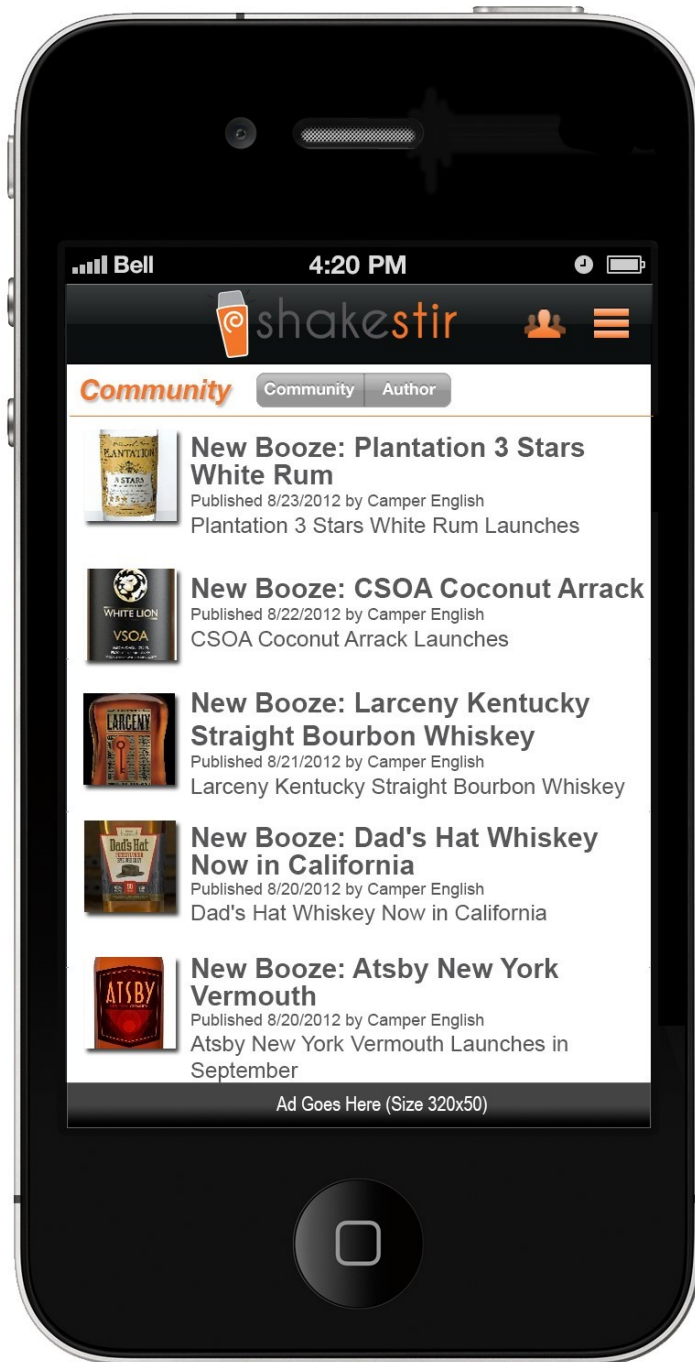 Bell 4:20 PM
shakestir
Community Community Author
PLANTATION
3 STARS
New Booze: Plantation 3 Stars
White Rum
Published 8/23/2012 by Camper English
Plantation 3 Stars White Rum Launches
WHITE LION
VSOA
New Booze: CSOA Coconut Arrack
Published 8/22/2012 by Camper English
CSOA Coconut Arrack Launches
LARCENY
New Booze: Larceny Kentucky
Straight Bourbon Whiskey
Published 8/21/2012 by Camper English
Larceny Kentucky Straight Bourbon Whiskey
Dad's Hat
New Booze: Dad's Hat Whiskey
Now in California
Published 8/20/2012 by Camper English
Dad's Hat Whiskey Now in California
ATSBY
New Booze: Atsby New York
Vermouth
Published 8/20/2012 by Camper English
Atsby New York Vermouth Launches in
September
Ad Goes Here (Size 320x50)